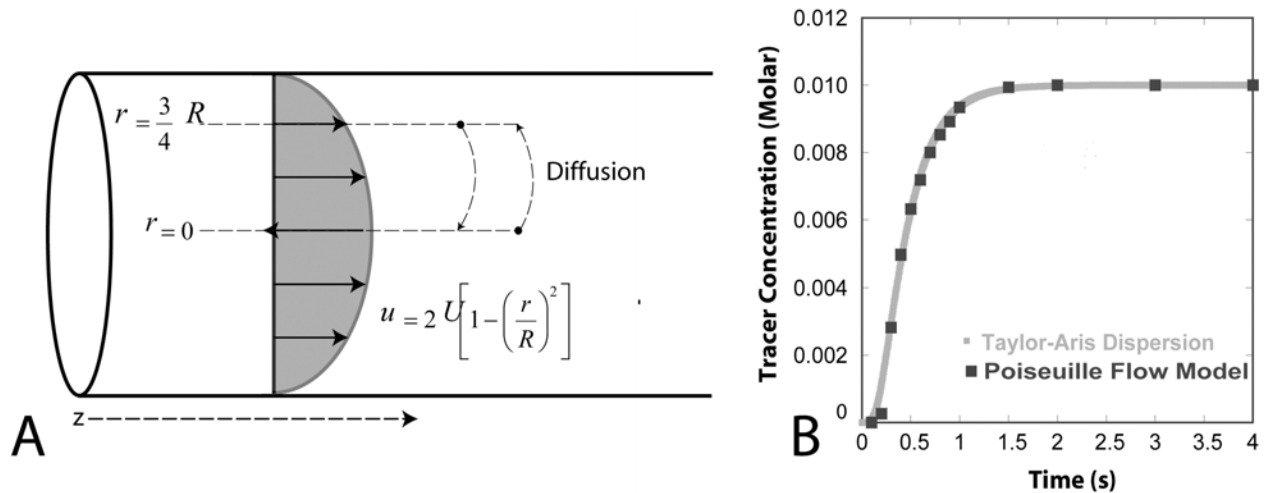 r = 3/4 R
Diffusion
r = 0
u = 2 U[1-(r/R)^2]
z
A
Tracer Concentration (Molar)
0.012
0.010
0.008
0.006
0.004
0.002
0
Taylor-Aris Dispersion
Poiseuille Flow Model
0 0.5 1 1.5 2 2.5 3 3.5 4
Time (s)
B